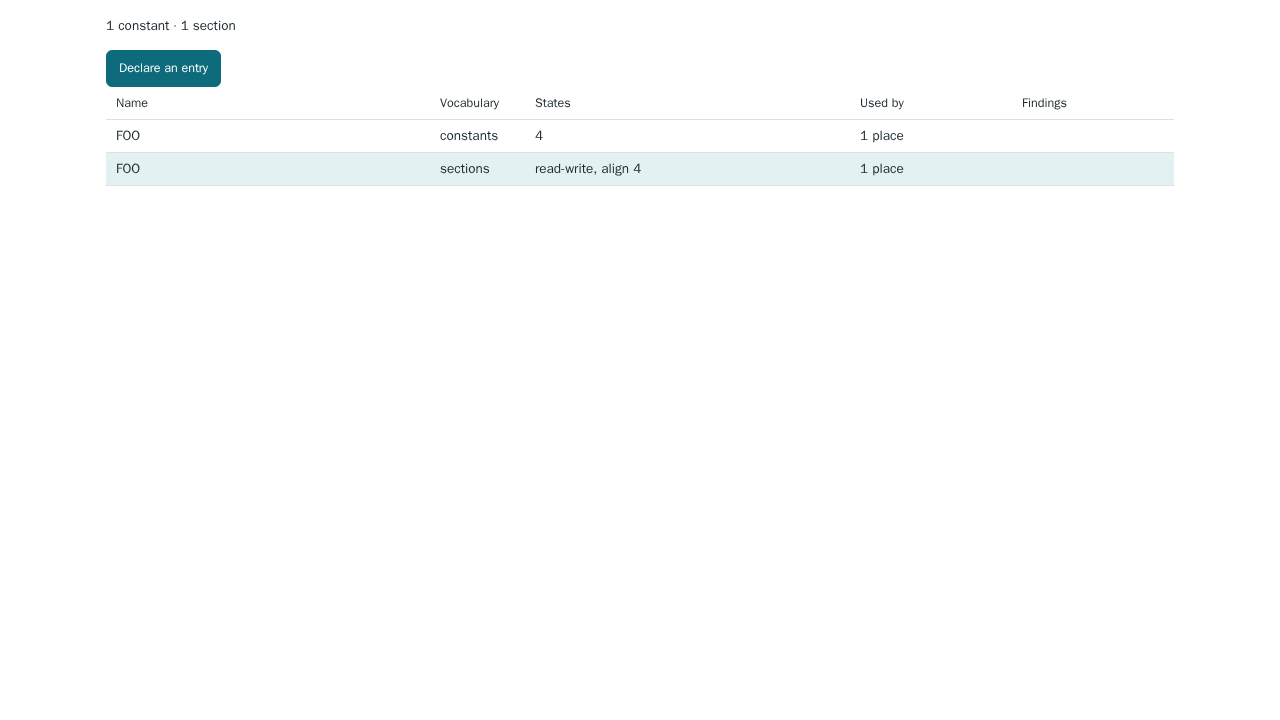 1 constant · 1 section
Declare an entry
Name Vocabulary States Used by Findings
FOO constants 4 1 place
FOO sections read-write, align 4 1 place